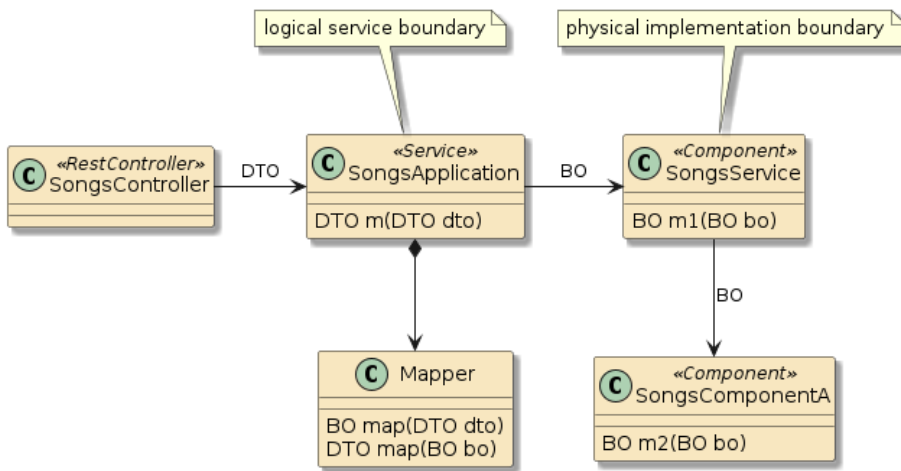 logical service boundary
physical implementation boundary
C «RestController»
SongsController
DTO
C «Service»
SongsApplication
DTO m(DTO dto)
BO
C «Component»
SongsService
BO m1(BO bo)
BO
C Mapper
BO map(DTO dto)
DTO map(BO bo)
C «Component»
SongsComponentA
BO m2(BO bo)